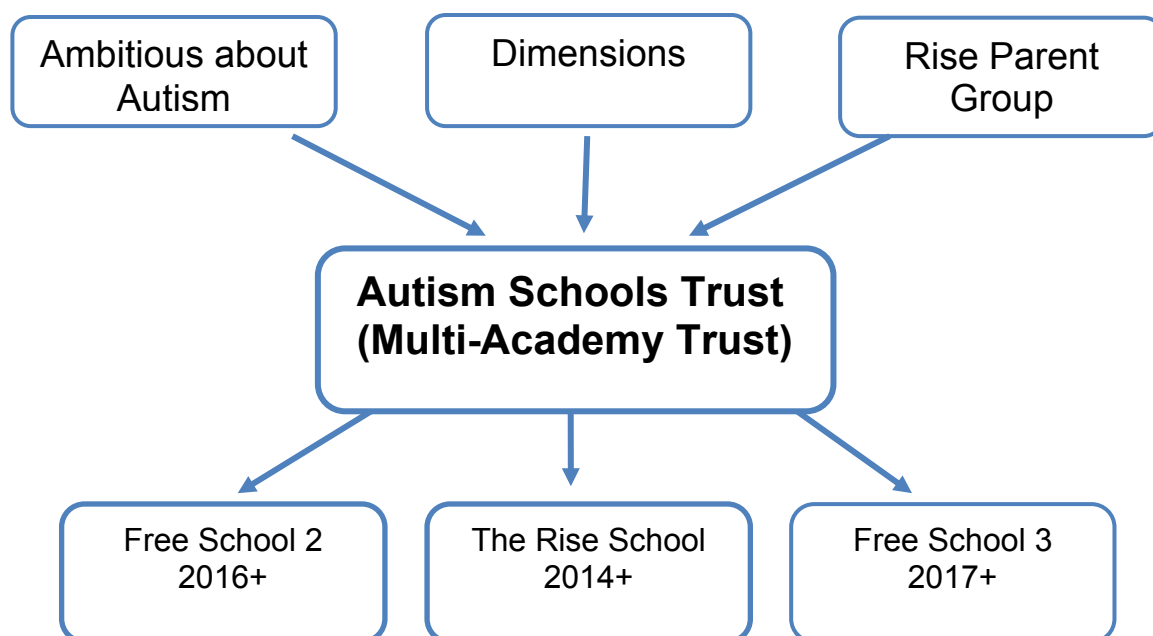 Ambitious about
Autism
Dimensions
Rise Parent
Group
Autism Schools Trust
(Multi-Academy Trust)
Free School 2
2016+
The Rise School
2014+
Free School 3
2017+